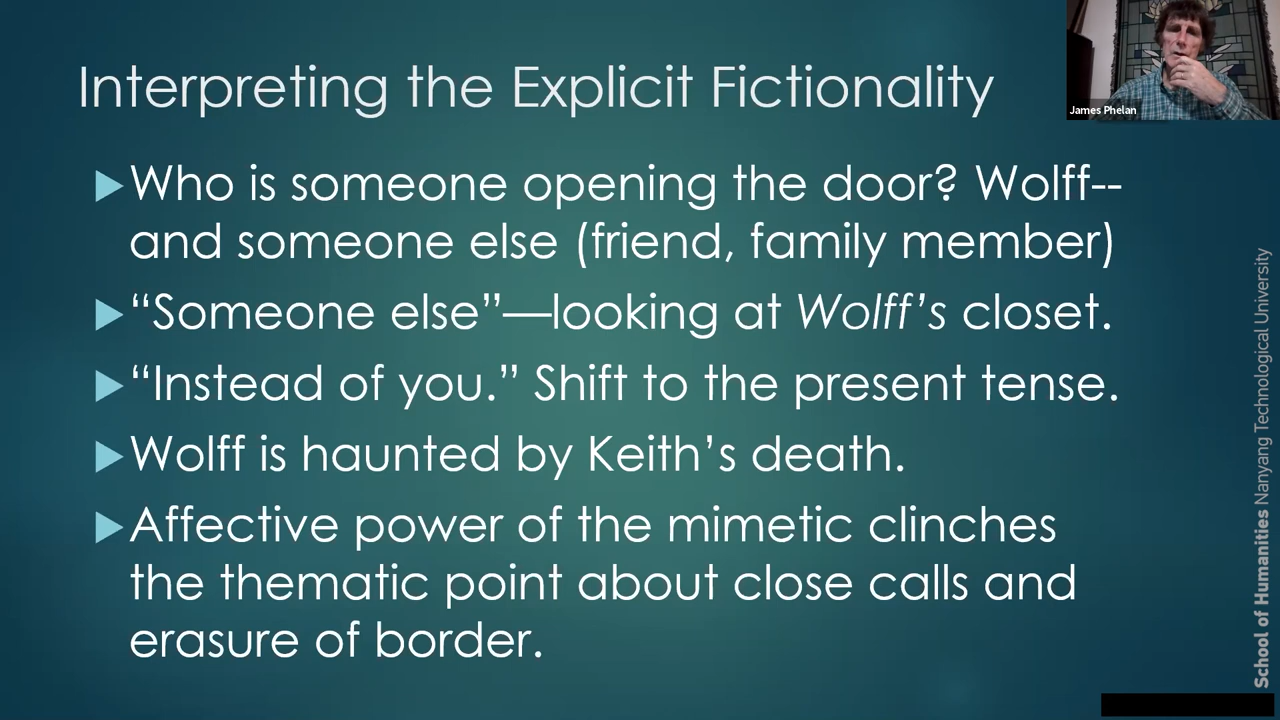 Interpreting the Explicit Fictionality
James Phelan
Who is someone opening the door? Wolff--
and someone else (friend, family member)
“Someone else”—looking at Wolff’s closet.
“Instead of you.” Shift to the present tense.
Wolff is haunted by Keith’s death.
Affective power of the mimetic clinches
the thematic point about close calls and
erasure of border.
School of Humanities Nanyang Technological University